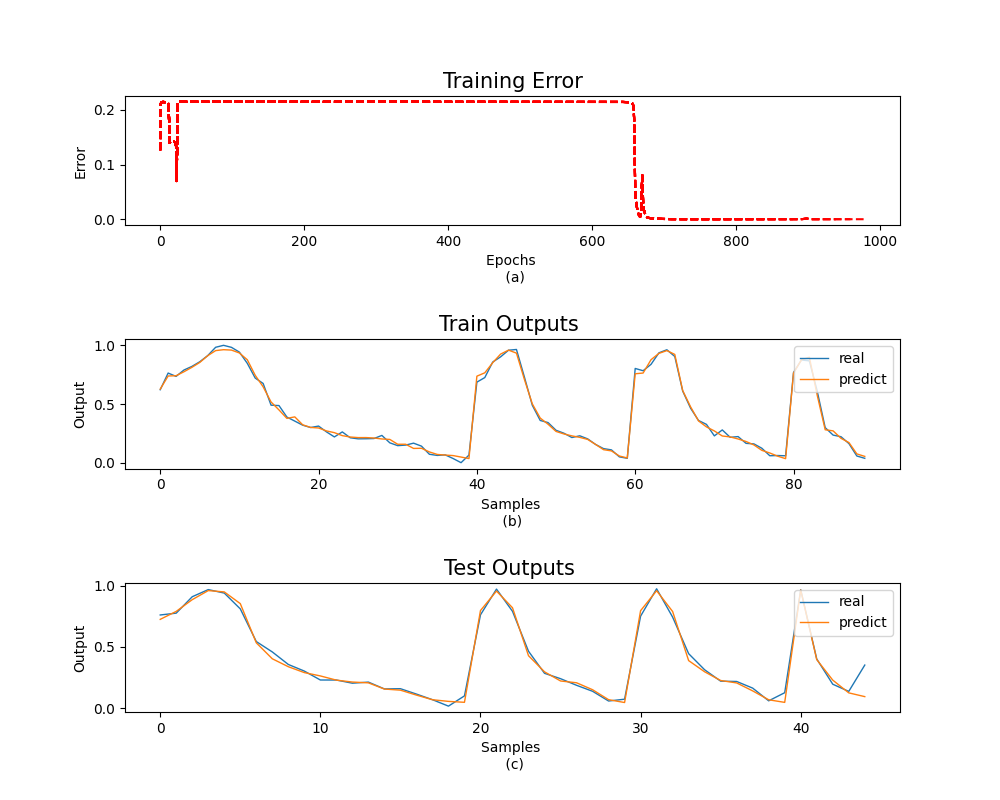 Training Error
0.2
0.1
0.0
Error
0 200 400 600 800 1000
Epochs
(a)
Train Outputs
1.0
0.5
0.0
Output
real
predict
0 20 40 60 80
Samples
(b)
Test Outputs
1.0
0.5
0.0
Output
real
predict
0 10 20 30 40
Samples
(c)